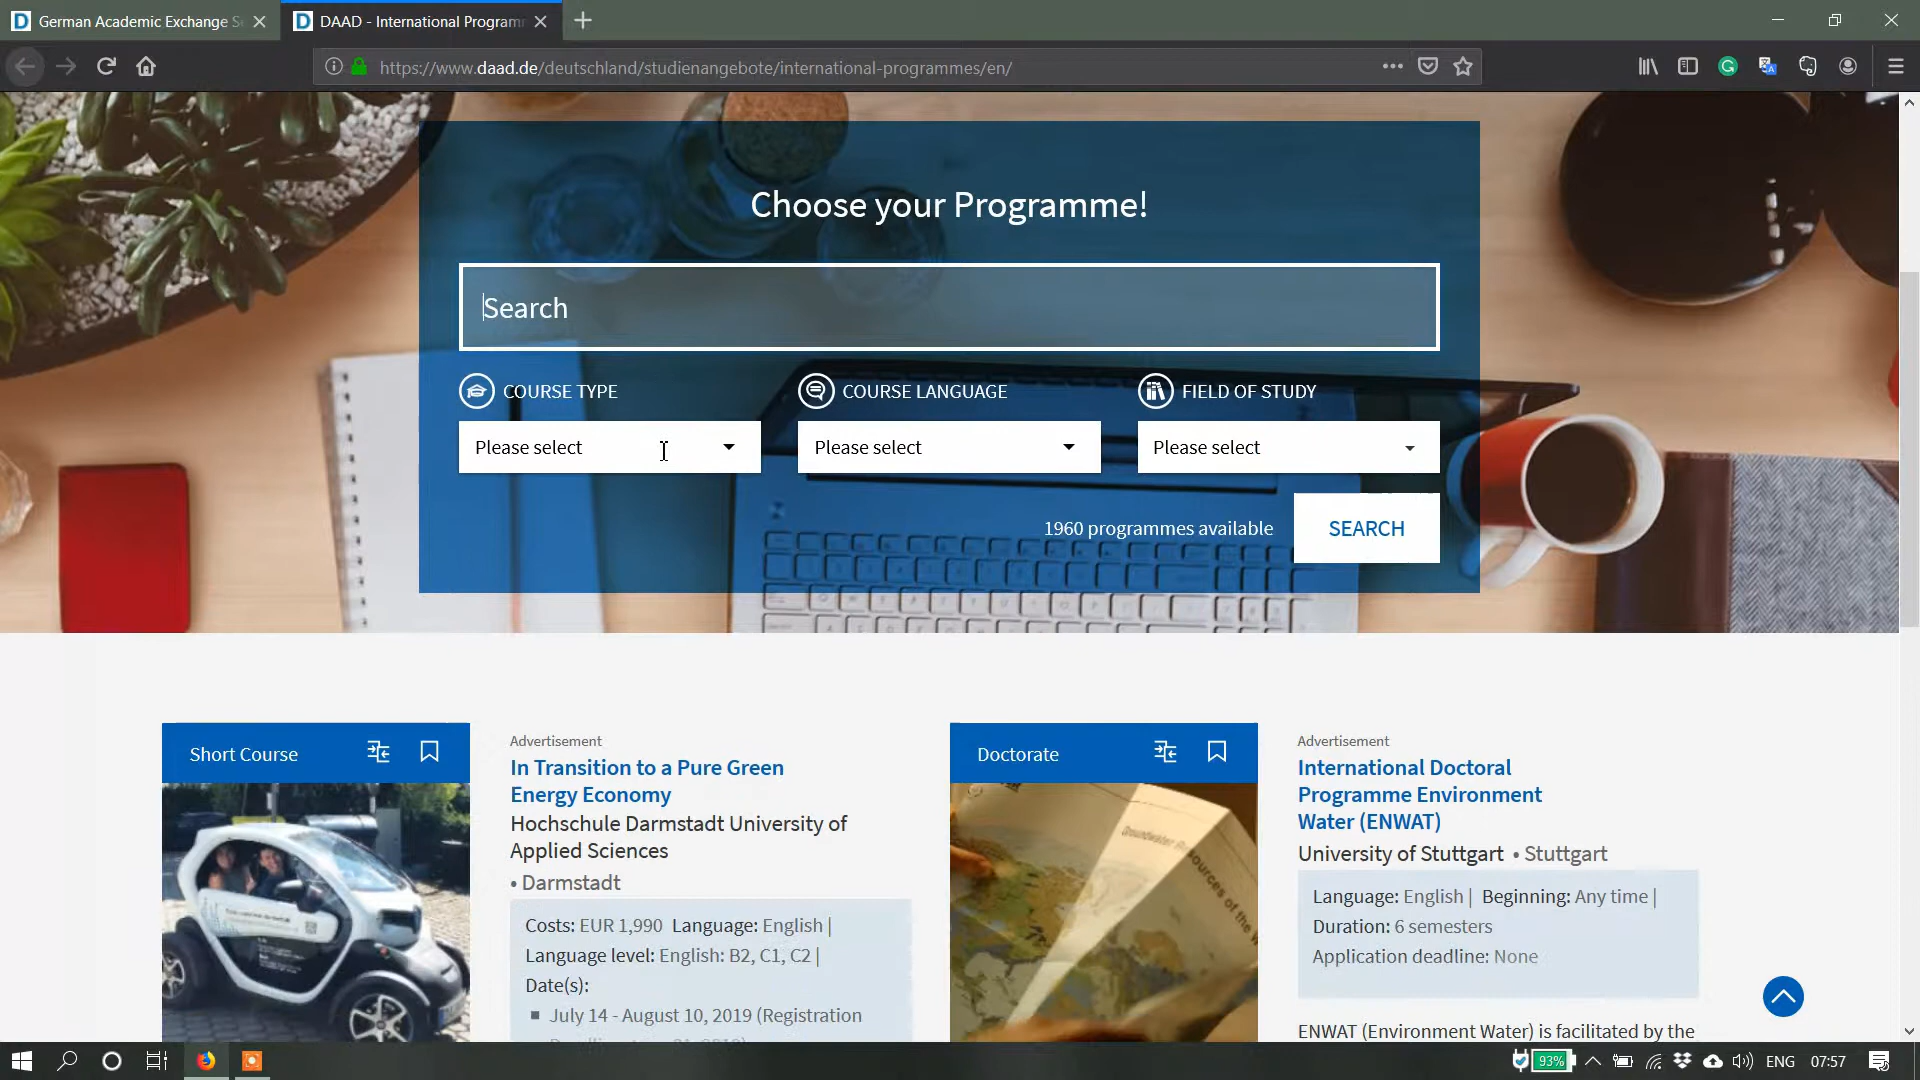 German Academic Exchange S
DAAD - International Programm
https://www.daad.de/deutschland/studienangebote/international-programmes/en/
Choose your Programme!
Search
COURSE TYPE
COURSE LANGUAGE
FIELD OF STUDY
Please select
Please select
Please select
1960 programmes available
SEARCH
Short Course
Advertisement
In Transition to a Pure Green
Energy Economy
Hochschule Darmstadt University of
Applied Sciences
• Darmstadt
Costs: EUR 1,990 Language: English |
Language level: English: B2, C1, C2 |
Date(s):
July 14 - August 10, 2019 (Registration
Doctorate
Advertisement
International Doctoral
Programme Environment
Water (ENWAT)
University of Stuttgart • Stuttgart
Language: English | Beginning: Any time |
Duration: 6 semesters
Application deadline: None
ENWAT (Environment Water) is facilitated by the
93%
ENG
07:57